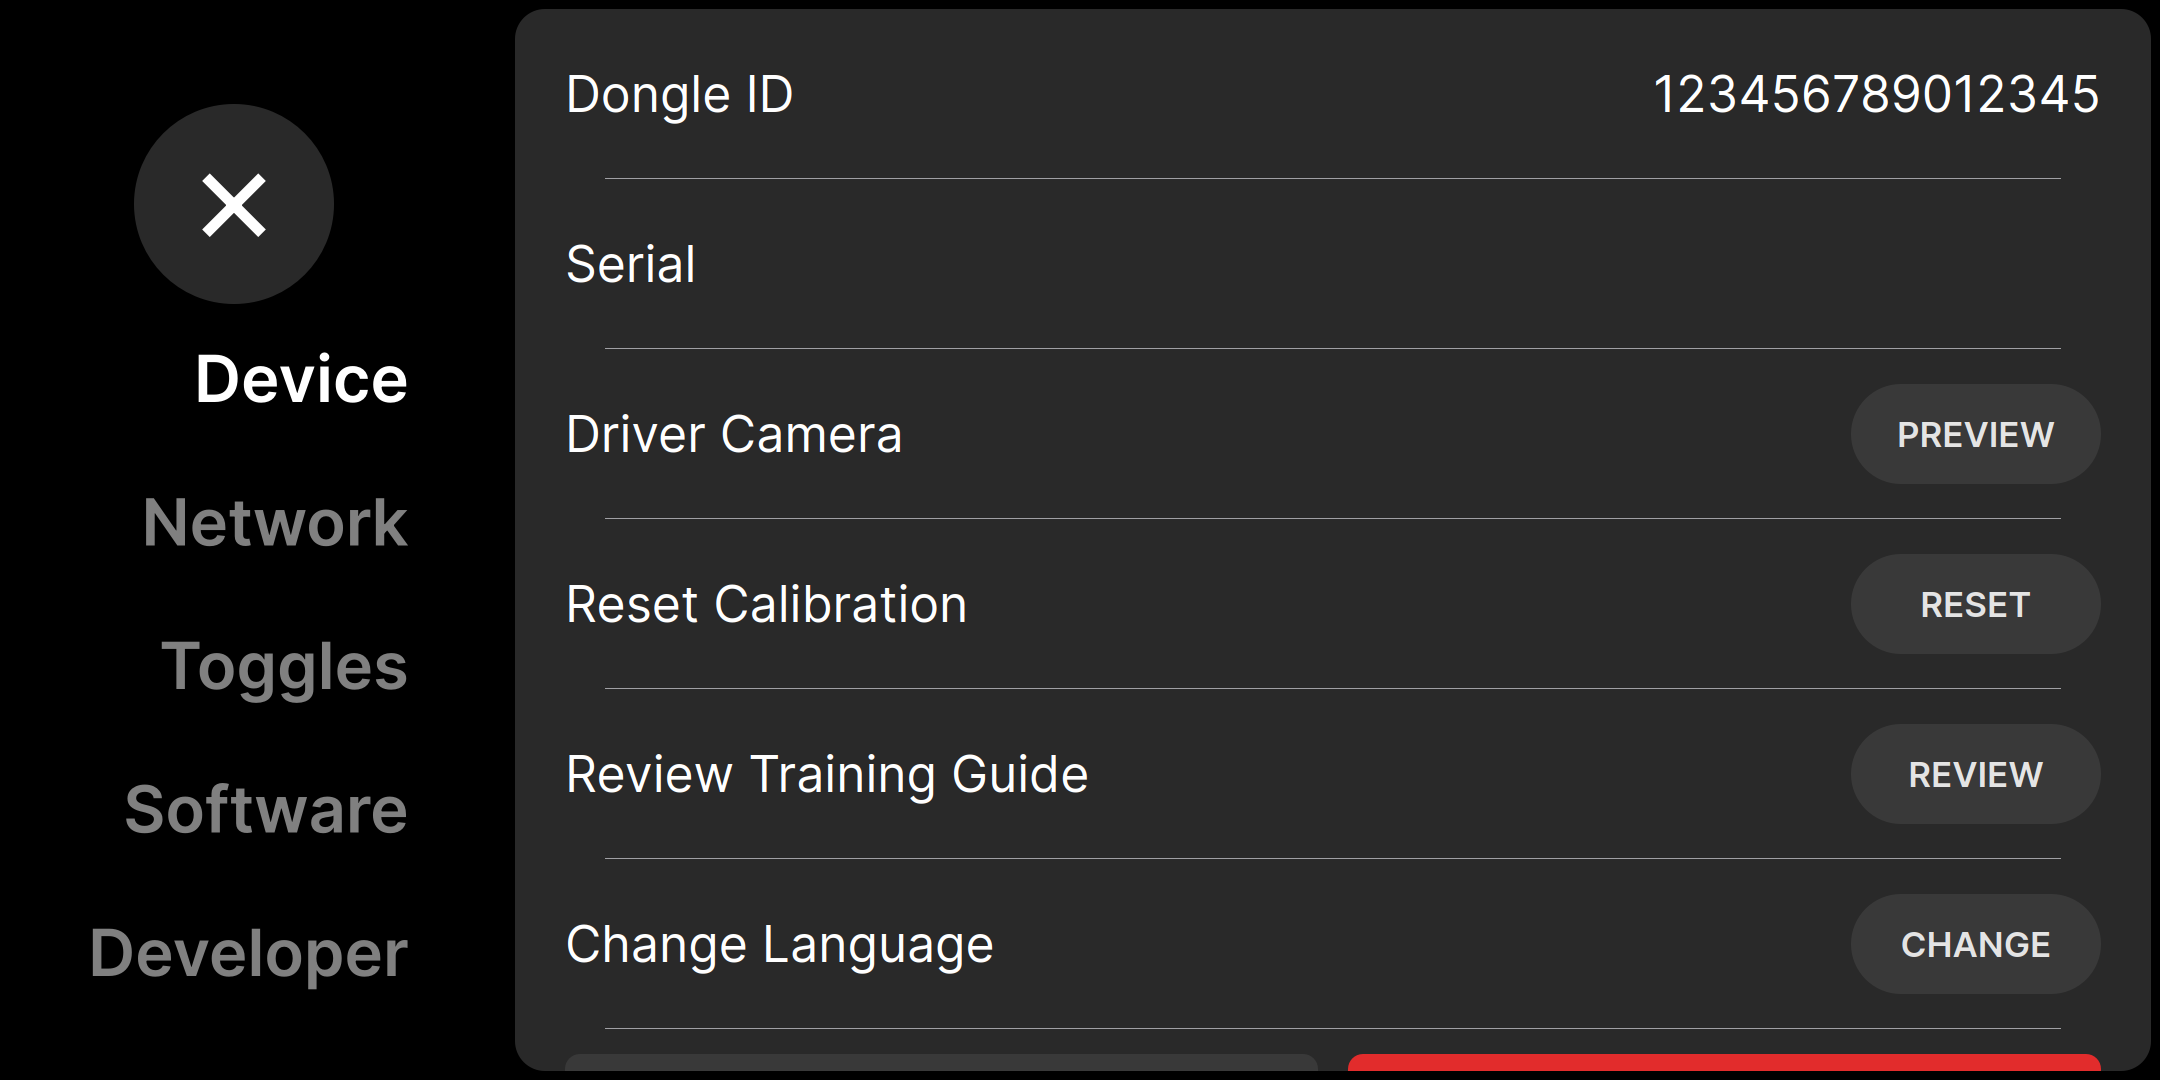 Device
Network
Toggles
Software
Developer
Dongle ID 123456789012345
Serial
Driver Camera PREVIEW
Reset Calibration RESET
Review Training Guide REVIEW
Change Language CHANGE